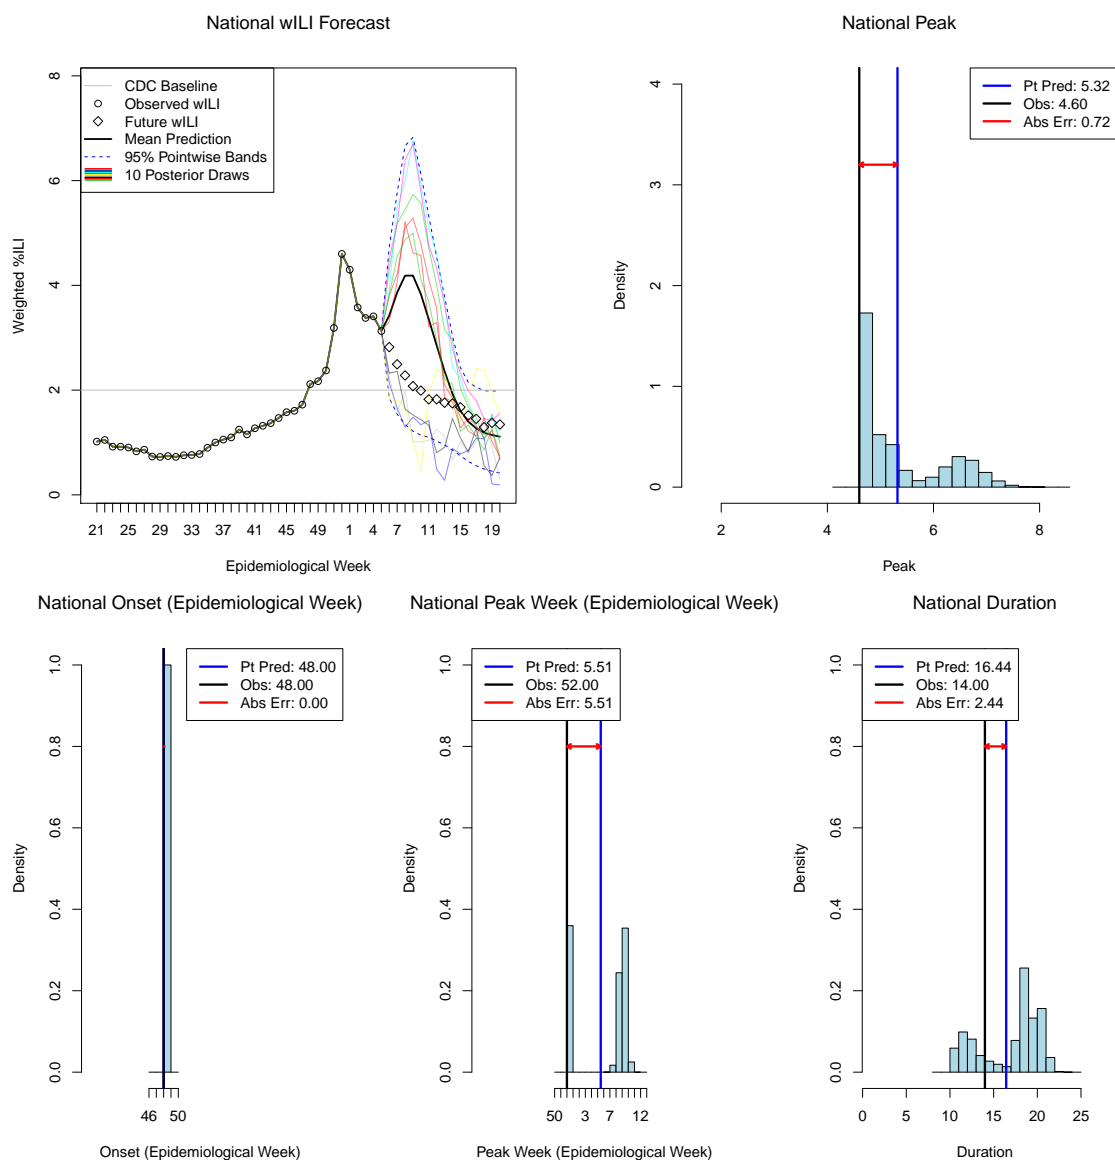 National wILI Forecast
CDC Baseline
Observed wILI
Future wILI
Mean Prediction
95% Pointwise Bands
10 Posterior Draws
Weighted %ILI
0
2
4
6
8
21 25 29 33 37 41 45 49 1 4 7 11 15 19
Epidemiological Week
National Peak
Pt Pred: 5.32
Obs: 4.60
Abs Err: 0.72
Density
0
1
2
3
4
2 4 6 8
Peak
National Onset (Epidemiological Week)
Pt Pred: 48.00
Obs: 48.00
Abs Err: 0.00
Density
0.0
0.2
0.4
0.6
0.8
1.0
46 50
Onset (Epidemiological Week)
National Peak Week (Epidemiological Week)
Pt Pred: 5.51
Obs: 52.00
Abs Err: 5.51
Density
0.0
0.2
0.4
0.6
0.8
1.0
50 3 7 12
Peak Week (Epidemiological Week)
National Duration
Pt Pred: 16.44
Obs: 14.00
Abs Err: 2.44
Density
0.0
0.2
0.4
0.6
0.8
1.0
0 5 10 15 20 25
Duration